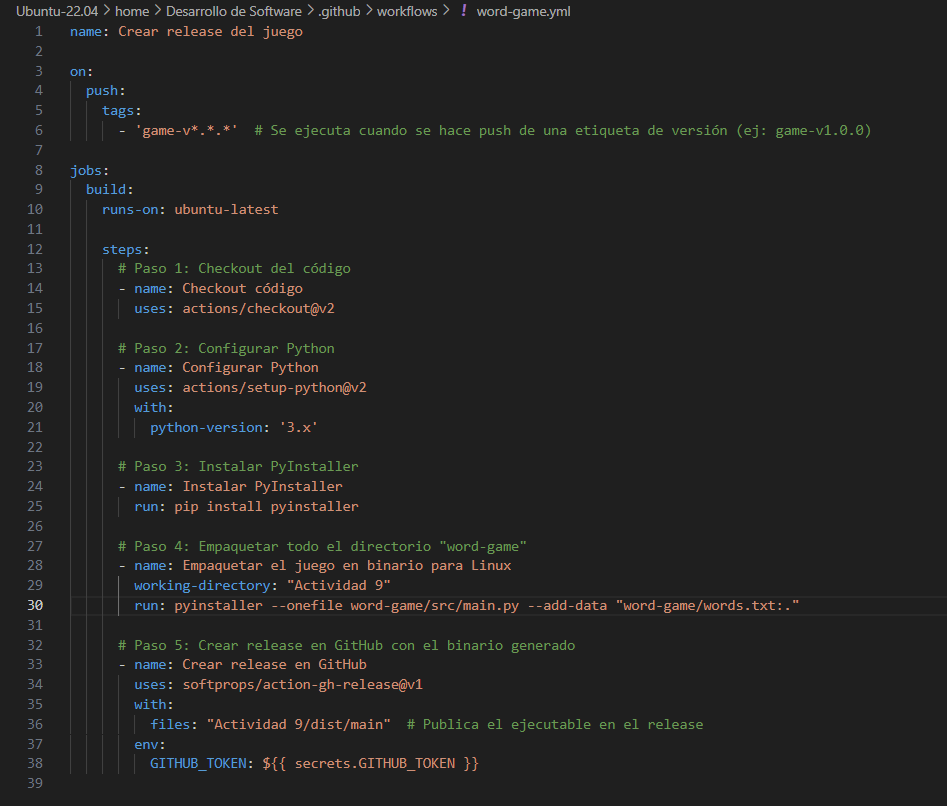 Ubuntu-22.04 > home > Desarrollo de Software > .github > workflows > ! word-game.yml
1 name: Crear release del juego
2
3 on:
4   push:
5     tags:
6       - 'game-v*.*.*'  # Se ejecuta cuando se hace push de una etiqueta de versión (ej: game-v1.0.0)
7
8 jobs:
9   build:
10     runs-on: ubuntu-latest
11
12     steps:
13       # Paso 1: Checkout del código
14       - name: Checkout código
15         uses: actions/checkout@v2
16
17       # Paso 2: Configurar Python
18       - name: Configurar Python
19         uses: actions/setup-python@v2
20         with:
21           python-version: '3.x'
22
23       # Paso 3: Instalar PyInstaller
24       - name: Instalar PyInstaller
25         run: pip install pyinstaller
26
27       # Paso 4: Empaquetar todo el directorio "word-game"
28       - name: Empaquetar el juego en binario para Linux
29         working-directory: "Actividad 9"
30         run: pyinstaller --onefile word-game/src/main.py --add-data "word-game/words.txt:."
31
32       # Paso 5: Crear release en GitHub con el binario generado
33       - name: Crear release en GitHub
34         uses: softprops/action-gh-release@v1
35         with:
36           files: "Actividad 9/dist/main"  # Publica el ejecutable en el release
37         env:
38           GITHUB_TOKEN: ${{ secrets.GITHUB_TOKEN }}
39